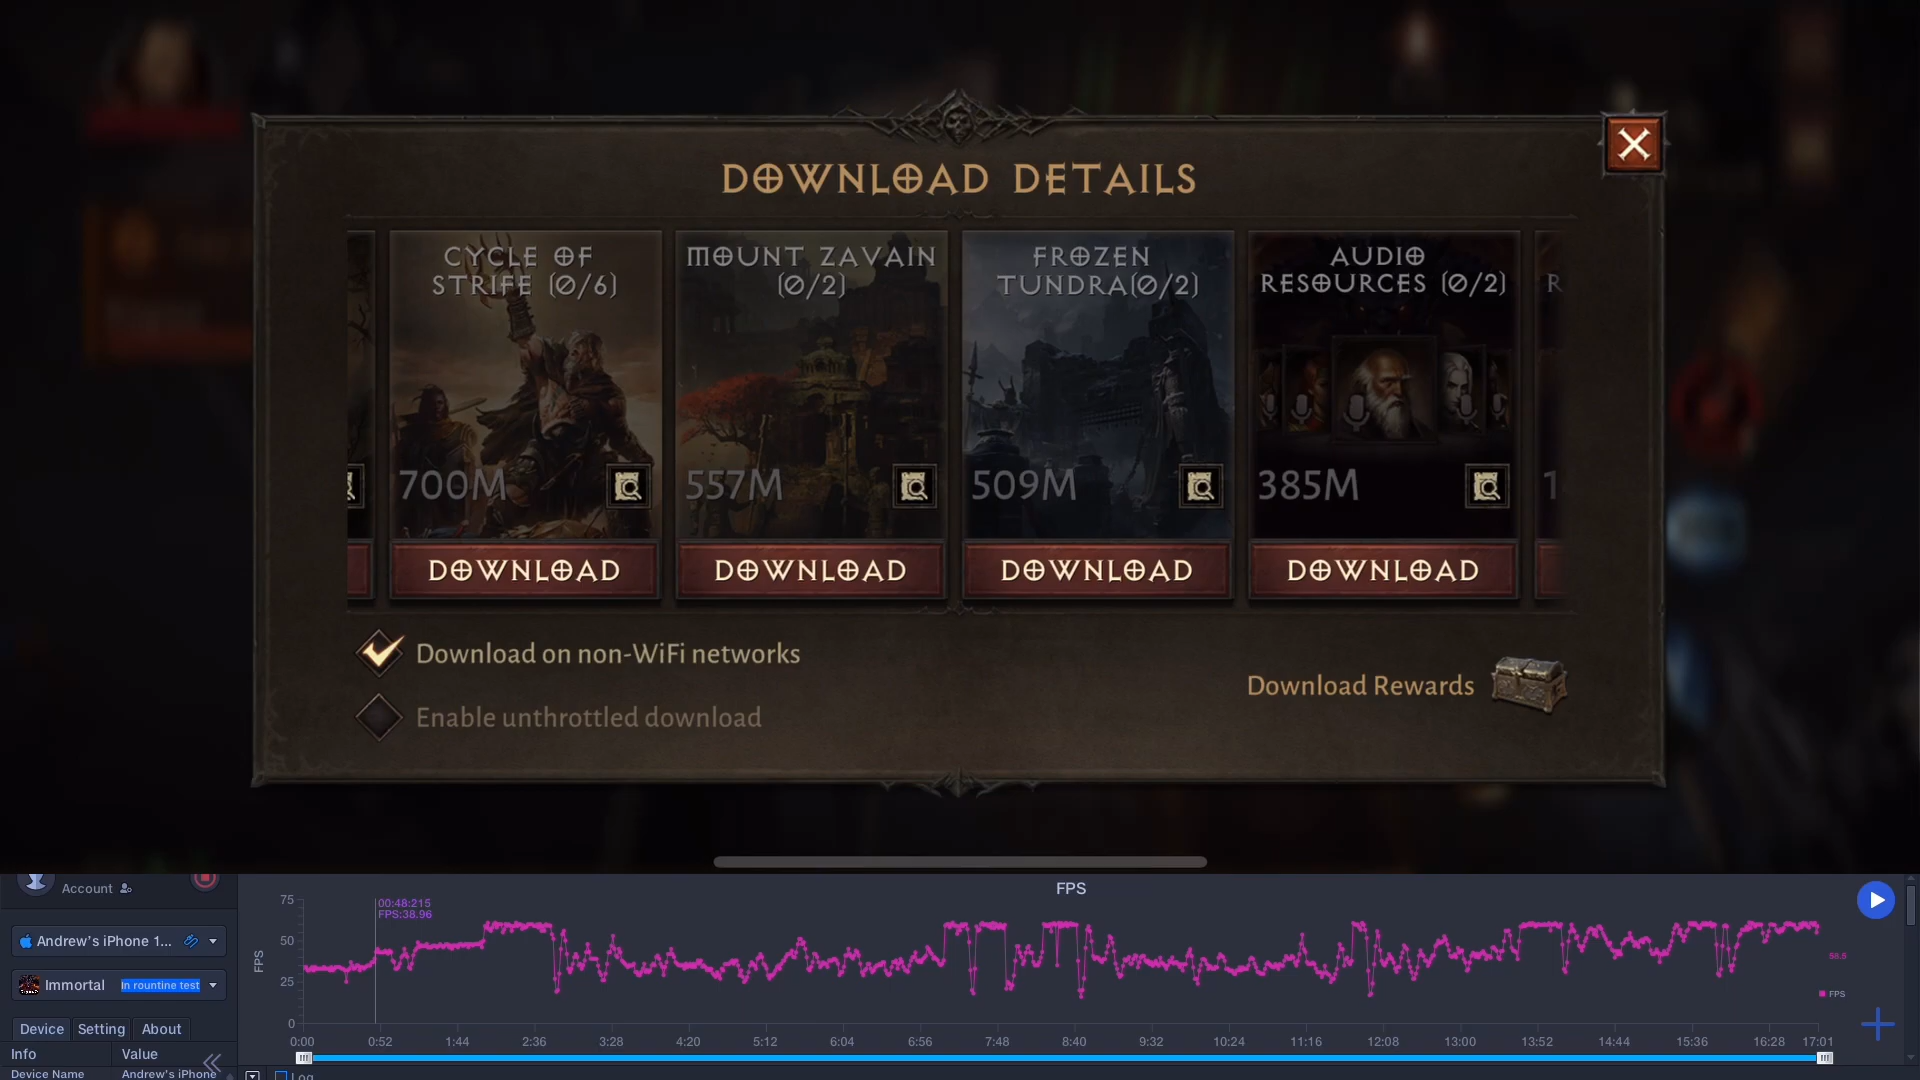 DOWNLOAD DETAILS
CYCLE OF
STRIFE (0/6)
MOUNT ZAVAIN
(0/2)
FROZEN
TUNDRA(0/2)
AUDIO
RESOURCES (0/2)
R
700M
557M
509M
385M
1
DOWNLOAD
DOWNLOAD
DOWNLOAD
DOWNLOAD
Download on non-WiFi networks
Download Rewards
Enable unthrottled download
Account
FPS
75
50
25
0
FPS
00:48:215
FPS:38.96
58.5
FPS
Andrew's iPhone 1...
Immortal
In rountine test
Device
Setting
About
Info
Value
Device Name
Andrew's iPhone
0:00
0:52
1:44
2:36
3:28
4:20
5:12
6:04
6:56
7:48
8:40
9:32
10:24
11:16
12:08
13:00
13:52
14:44
15:36
16:28
17:01
Log